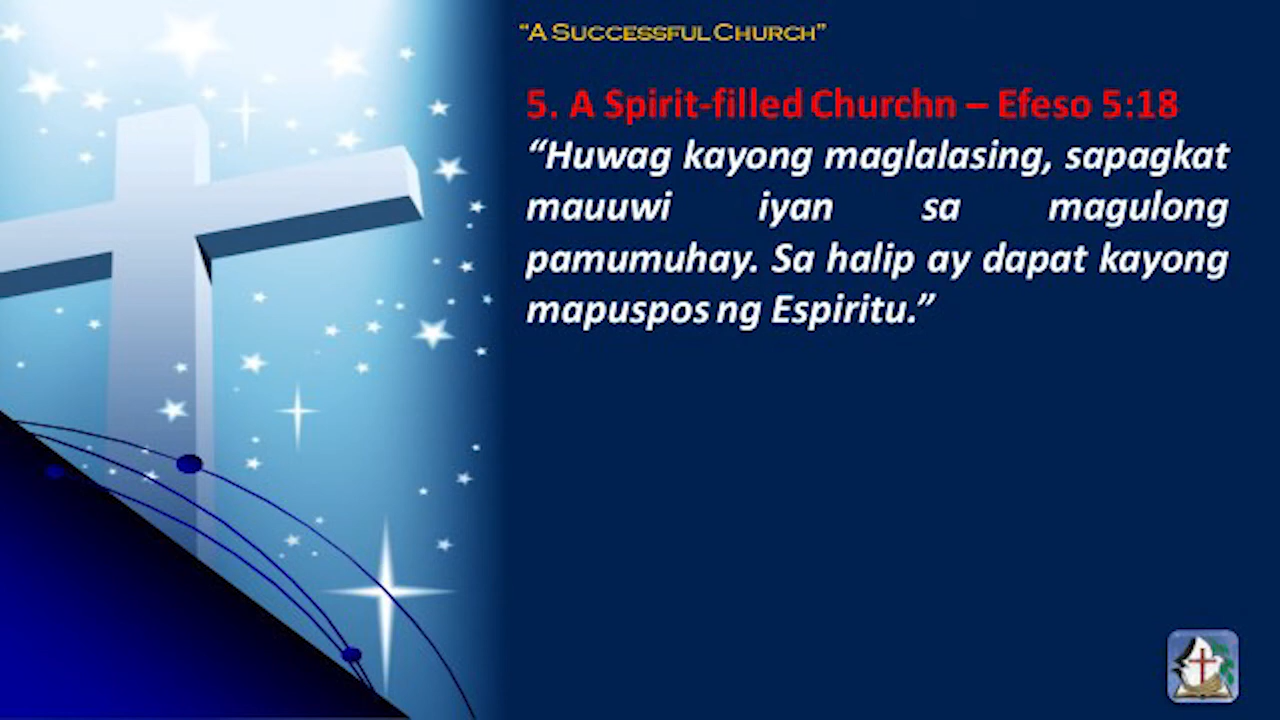 “A Successful Church”
5. A Spirit-filled Churchn – Efeso 5:18
“Huwag kayong maglalasing, sapagkat
mauuwi iyan sa magulong
pamumuhay. Sa halip ay dapat kayong
mapuspos ng Espiritu.”